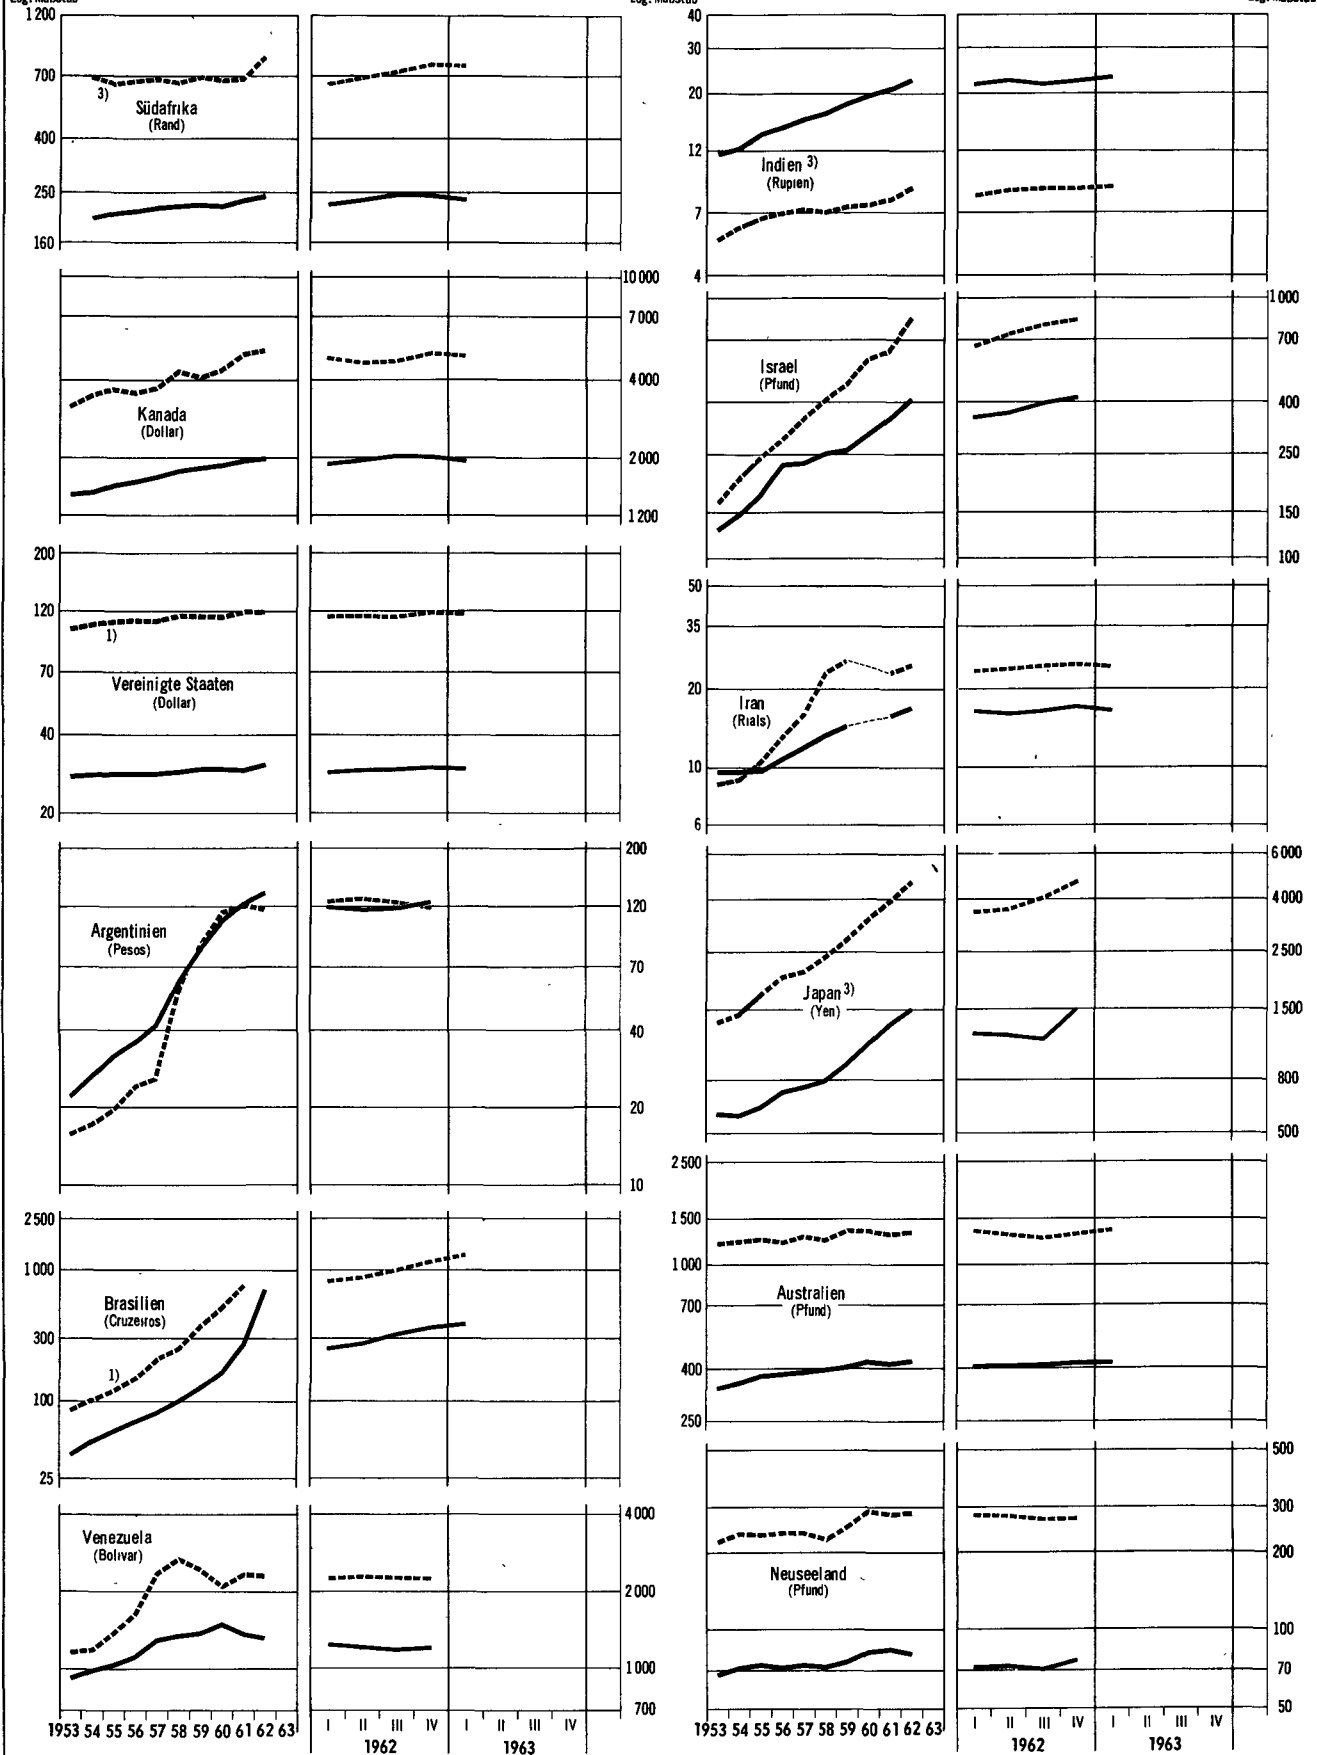 1 200
700
3)
Südafrika
(Rand)
400
250
160
10 000
7 000
4 000
Kanada
(Dollar)
2 000
1 200
200
120
1)
70
Vereinigte Staaten
(Dollar)
40
20
200
120
Argentinien
(Pesos)
70
40
20
10
2 500
1 000
Brasilien
(Cruzeiros)
300
1)
100
25
4 000
Venezuela
(Bolivar)
2 000
1 000
700
1953 54 55 56 57 58 59 60 61 62 63
I II III IV I II III IV
1962 1963
40
30
20
12
Indien 3)
(Rupien)
7
4
1 000
700
Israel
(Pfund)
400
250
150
100
50
35
20
Iran
(Rials)
10
6
6 000
4 000
2 500
Japan 3)
(Yen)
1 500
800
500
2 500
1 500
1 000
Australien
700
(Pfund)
400
250
500
300
200
Neuseeland
(Pfund)
100
70
50
1953 54 55 56 57 58 59 60 61 62 63
I II III IV I II III IV
1962 1963